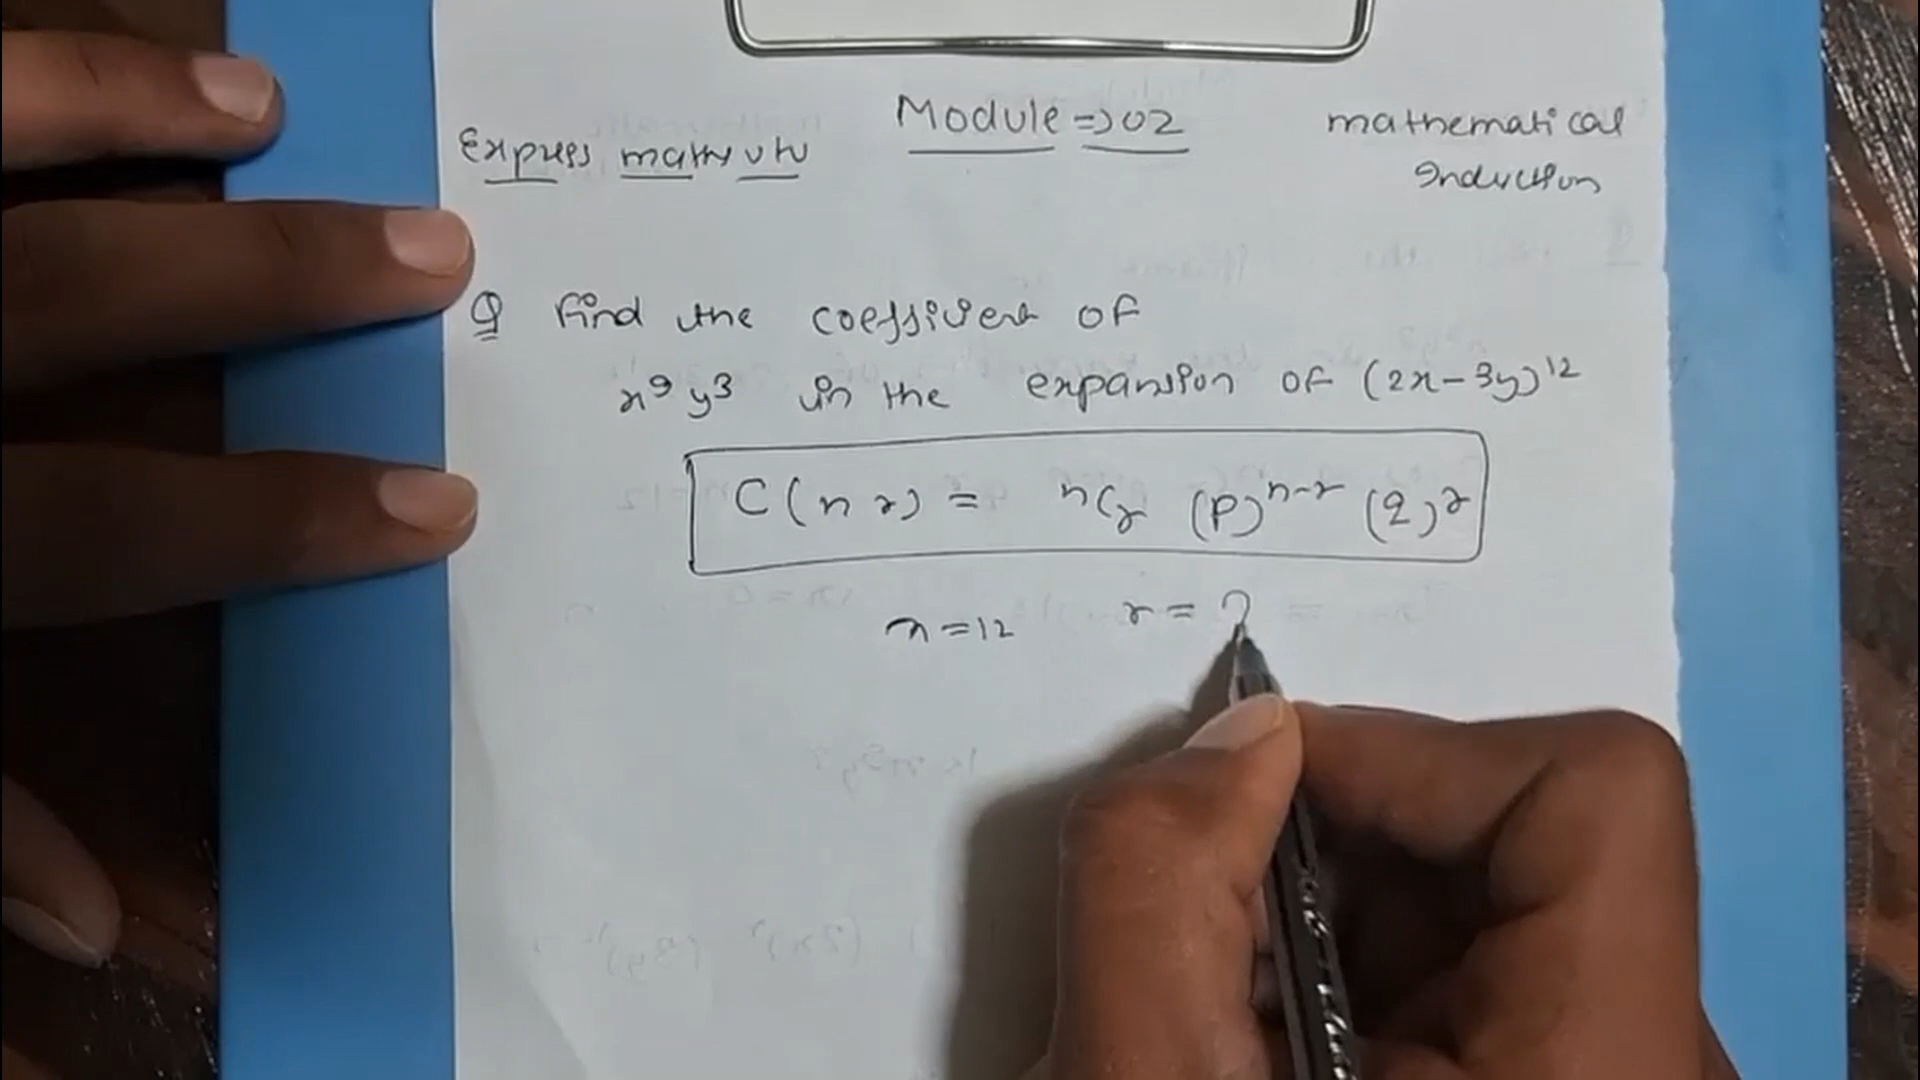 Express maths vtu
Module => 02
mathematical
Induction
Q Find the coefficient of
x⁹ y³ in the expansion of (2x-3y)¹²
C(n r) = ⁿCᵣ (p)ⁿ⁻ʳ (q)ʳ
n=12 r = ?